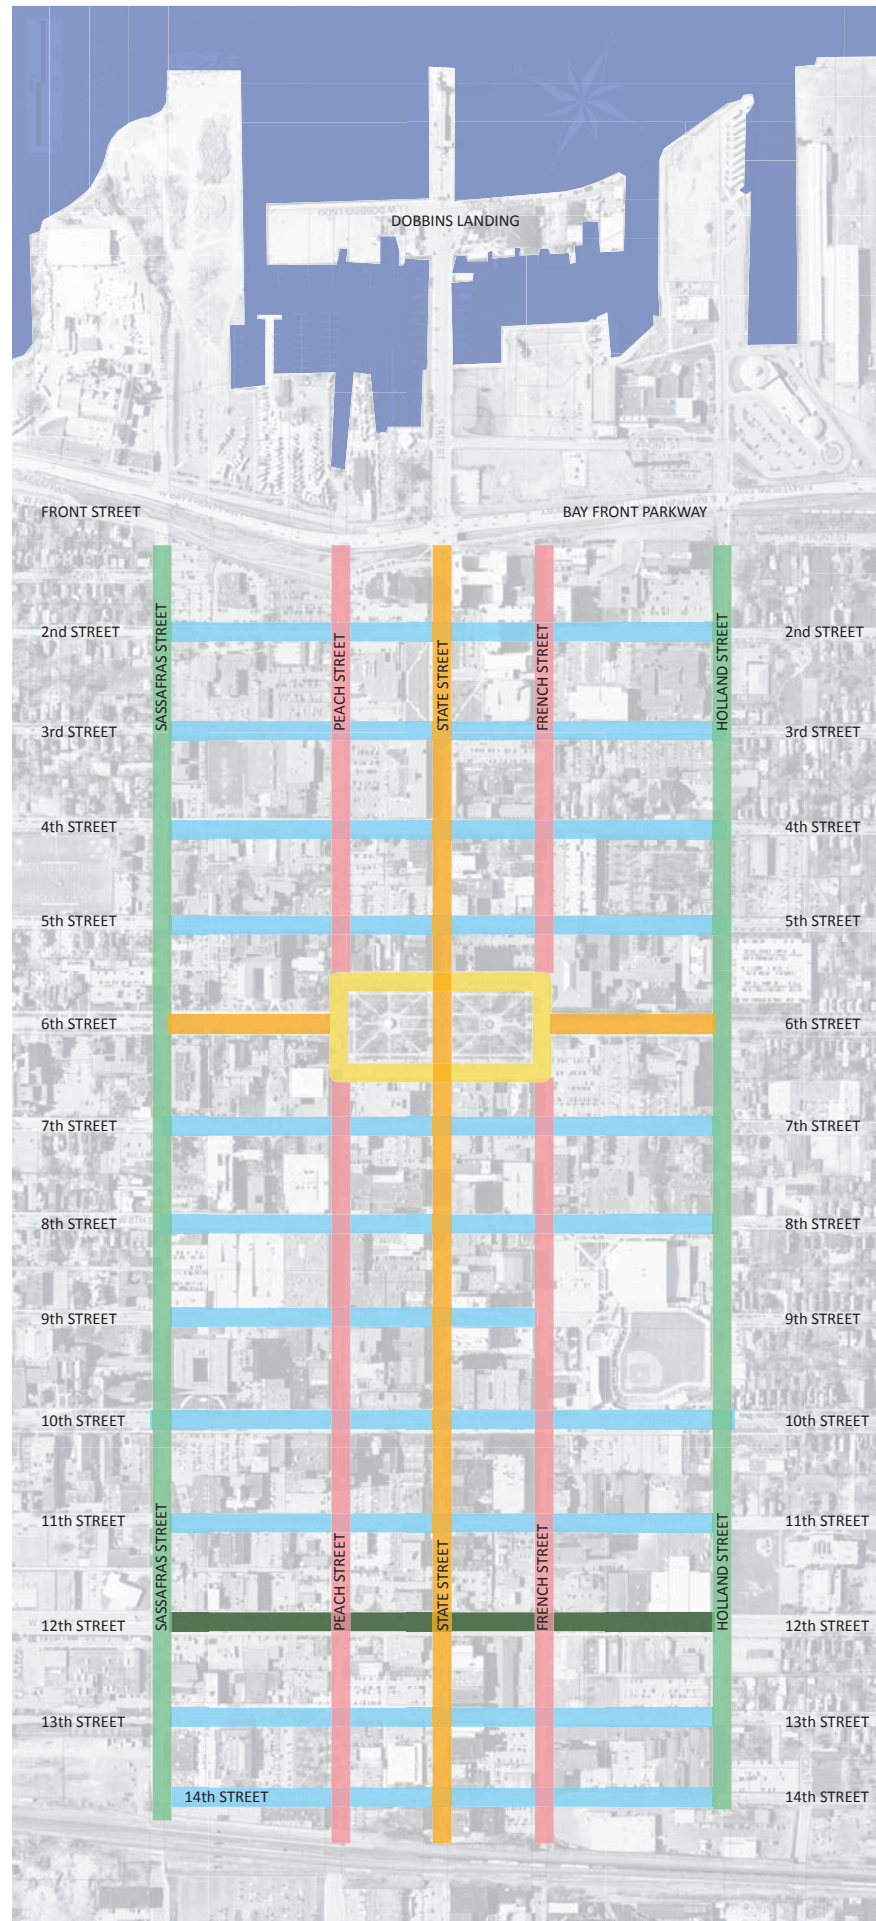 DOBBINS LANDING
STATE ST
FRONT STREET
BAY FRONT PARKWAY
SASSAFRAS STREET
PEACH STREET
STATE STREET
FRENCH STREET
HOLLAND STREET
2nd STREET
2nd STREET
3rd STREET
3rd STREET
4th STREET
4th STREET
5th STREET
5th STREET
6th STREET
6th STREET
7th STREET
7th STREET
8th STREET
8th STREET
9th STREET
9th STREET
10th STREET
10th STREET
11th STREET
11th STREET
SASSAFRAS STREET
PEACH STREET
STATE STREET
FRENCH STREET
HOLLAND STREET
12th STREET
12th STREET
13th STREET
13th STREET
14th STREET
14th STREET